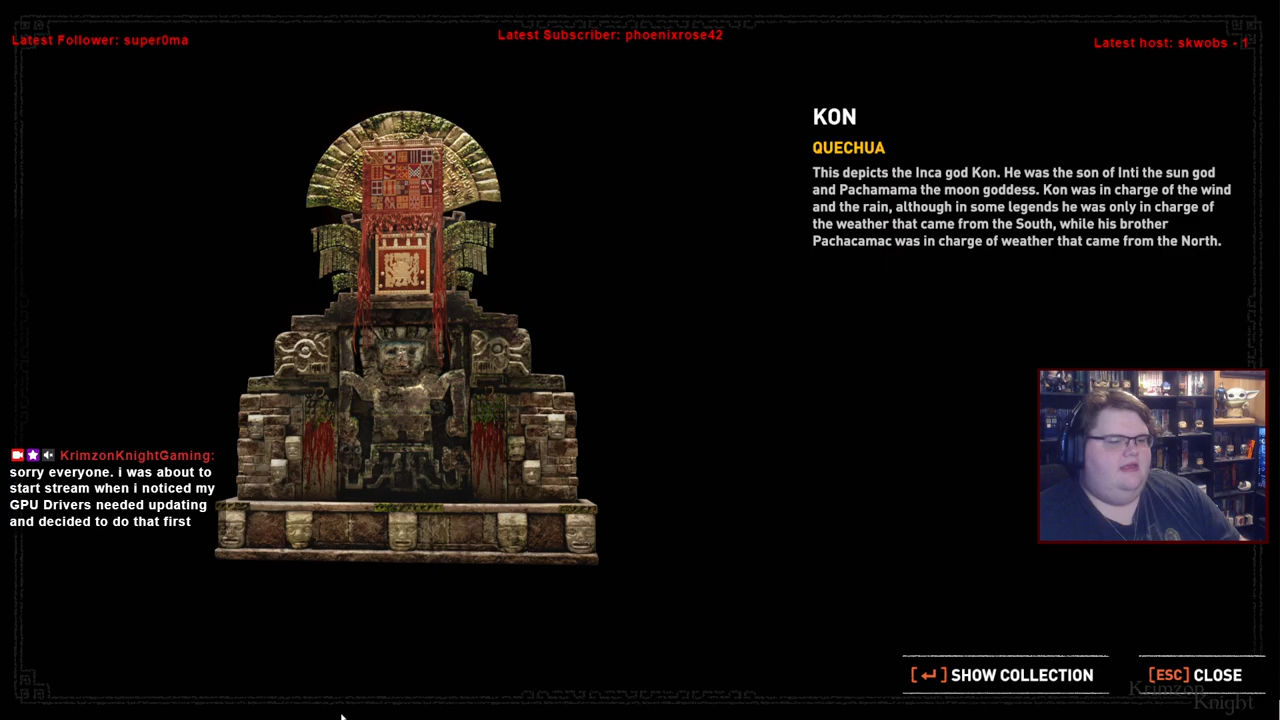 Latest Follower: super0ma
Latest Subscriber: phoenixrose42
Latest host: skwobs - 1
KON
QUECHUA
This depicts the Inca god Kon. He was the son of Inti the sun god
and Pachamama the moon goddess. Kon was in charge of the wind
and the rain, although in some legends he was only in charge of
the weather that came from the South, while his brother
Pachacamac was in charge of weather that came from the North.
KrimzonKnightGaming:
sorry everyone. i was about to
start stream when i noticed my
GPU Drivers needed updating
and decided to do that first
[↵] SHOW COLLECTION
[ESC] CLOSE
Krimzon
Knight